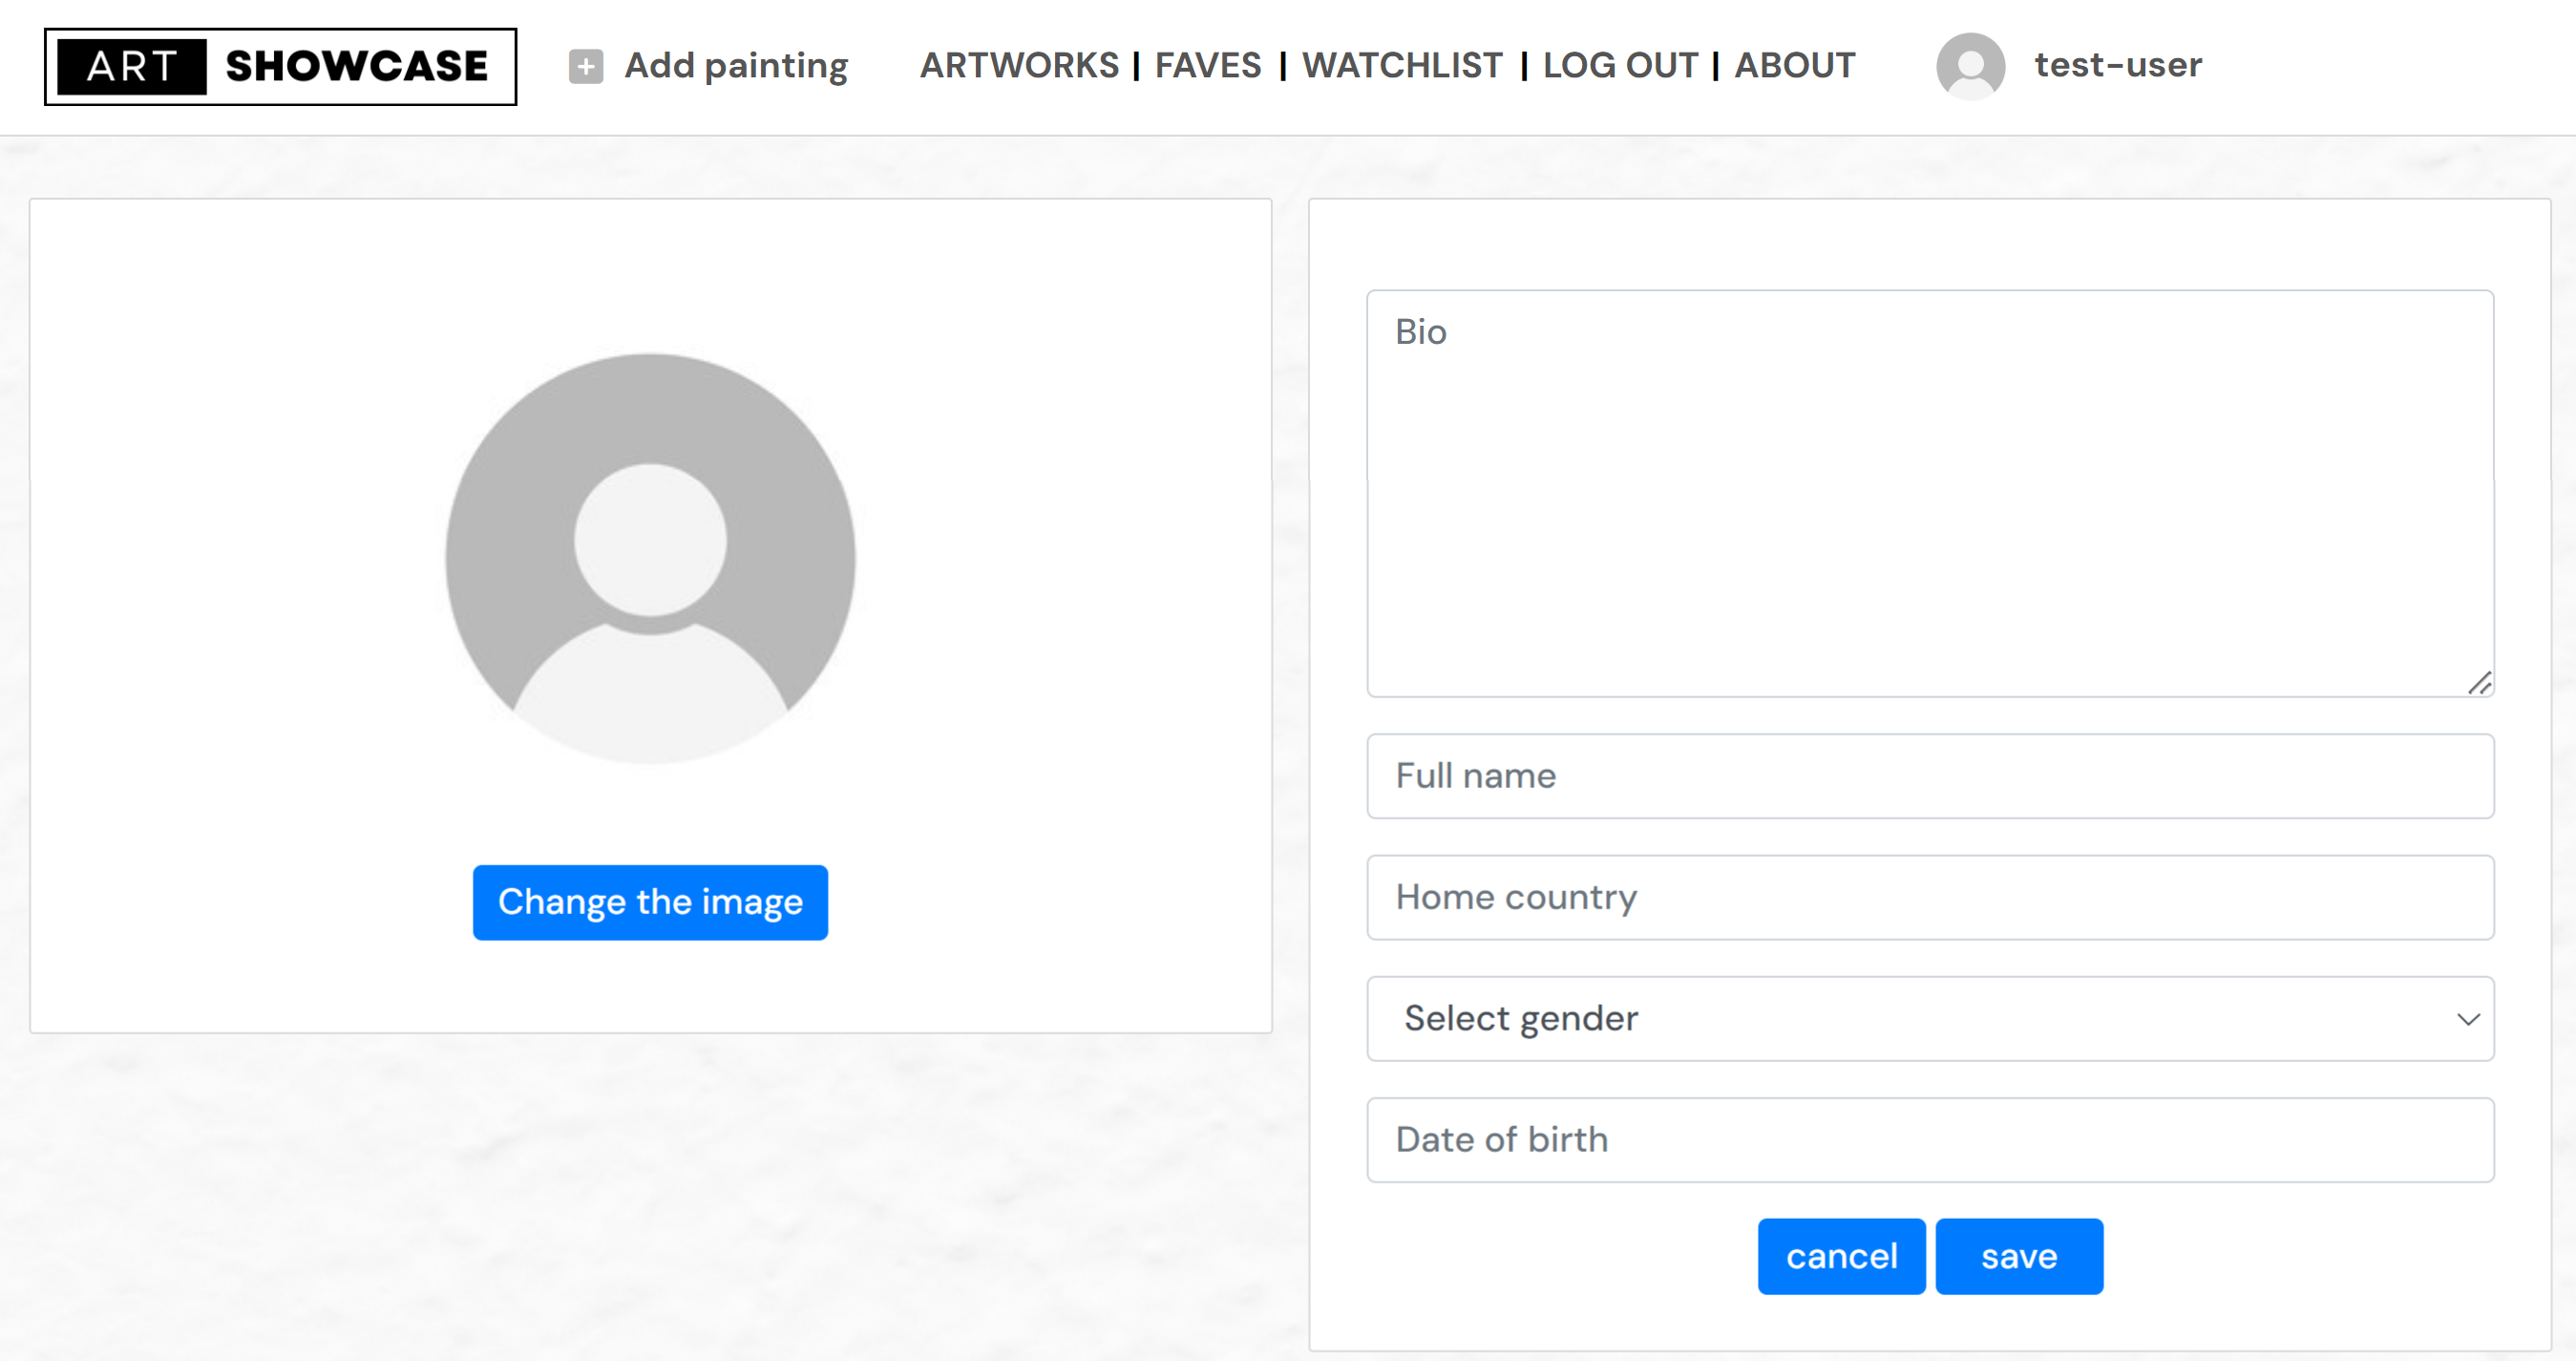 ART SHOWCASE Add painting ARTWORKS | FAVES | WATCHLIST | LOG OUT | ABOUT test-user
Bio
Full name
Home country
Change the image
Select gender
Date of birth
cancel save